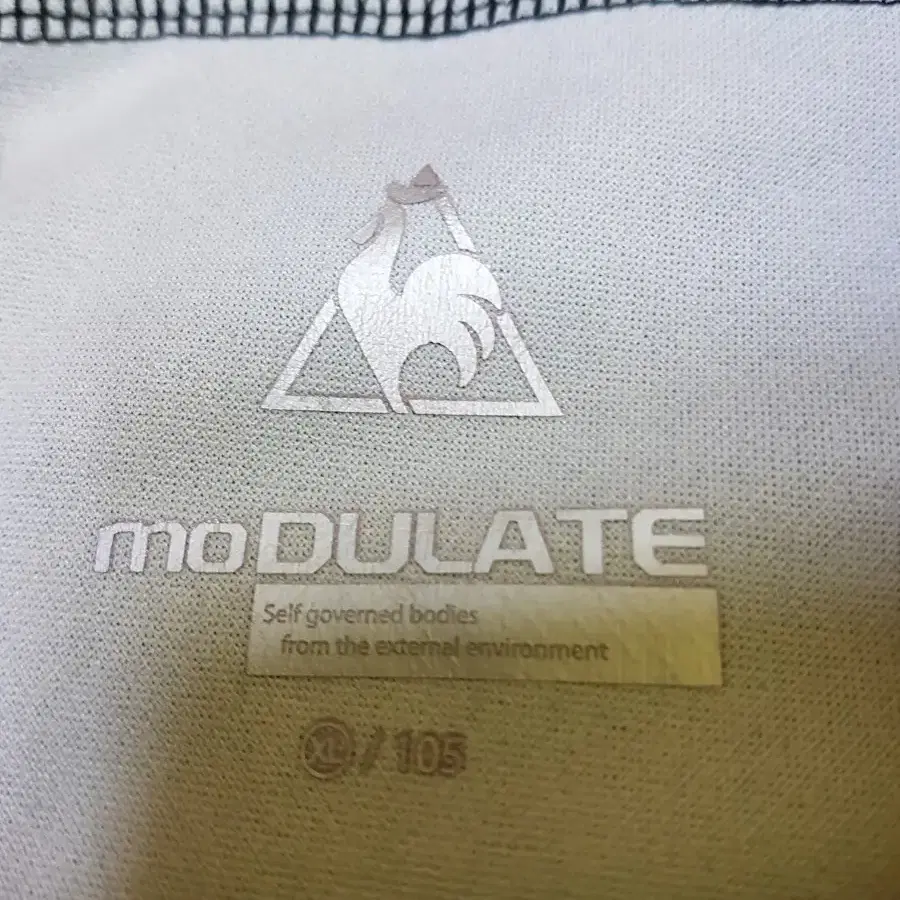 moDULATE
Self governed bodies
from the external environment
XL / 105